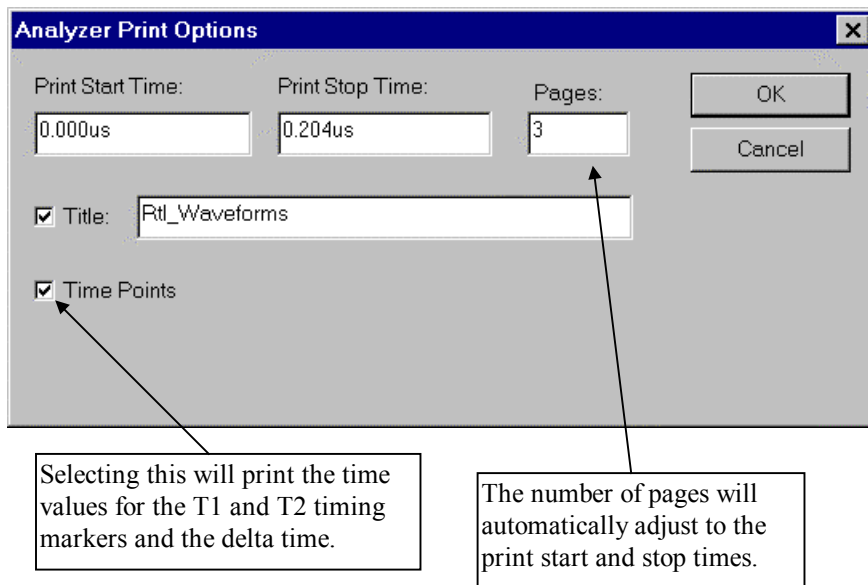 Analyzer Print Options
Print Start Time:
Print Stop Time:
Pages:
OK
0.000us
0.204us
3
Cancel
Title:
Rtl_Waveforms
Time Points
Selecting this will print the time
values for the T1 and T2 timing
markers and the delta time.
The number of pages will
automatically adjust to the
print start and stop times.